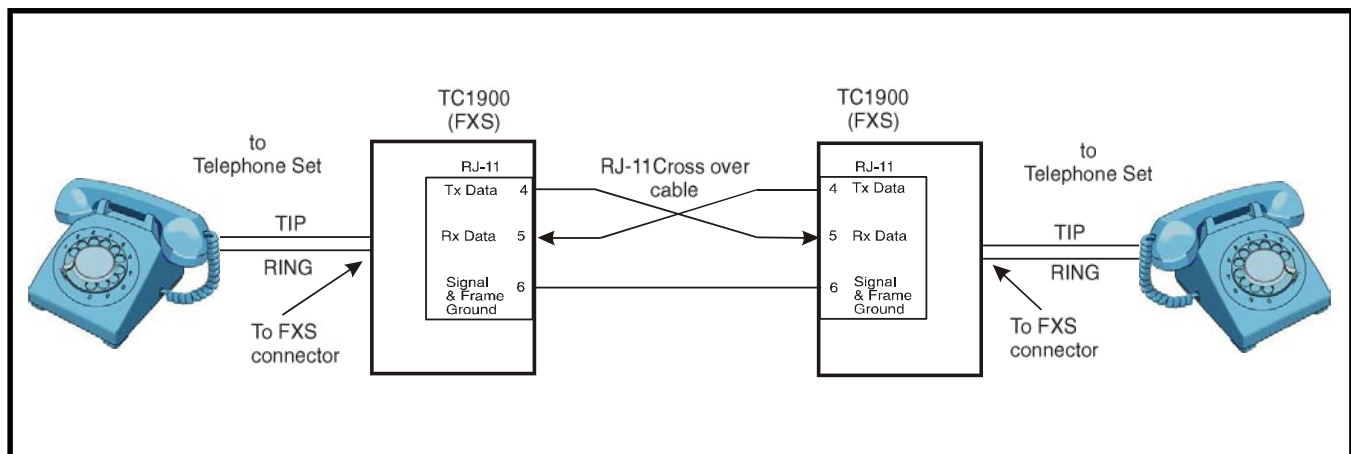 TC1900
(FXS)
TC1900
(FXS)
to
Telephone Set
RJ-11
Tx Data 4
Rx Data 5
Signal
& Frame 6
Ground
TIP
RING
To FXS
connector
RJ-11Cross over
cable
RJ-11
4 Tx Data
5 Rx Data
6 Signal
& Frame
Ground
to
Telephone Set
TIP
RING
To FXS
connector